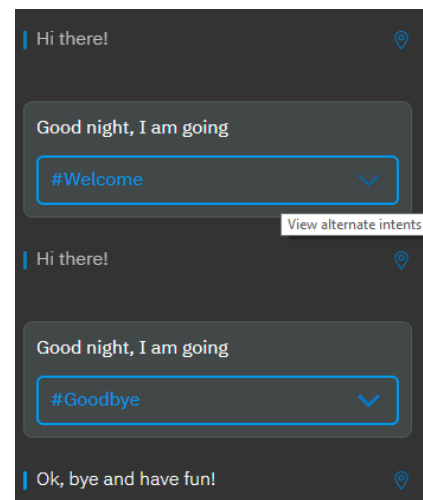 Hi there!
Good night, I am going
#Welcome
View alternate intents
Hi there!
Good night, I am going
#Goodbye
Ok, bye and have fun!